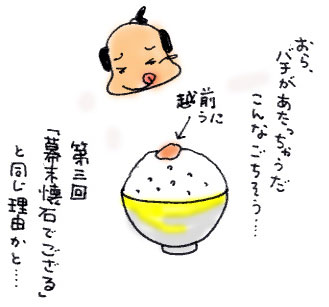 おら、
バチがあたっちゃうだ
こんなごちそう……
越前
うに
第三回
「幕末懐石でござる」
と同じ理由かと……